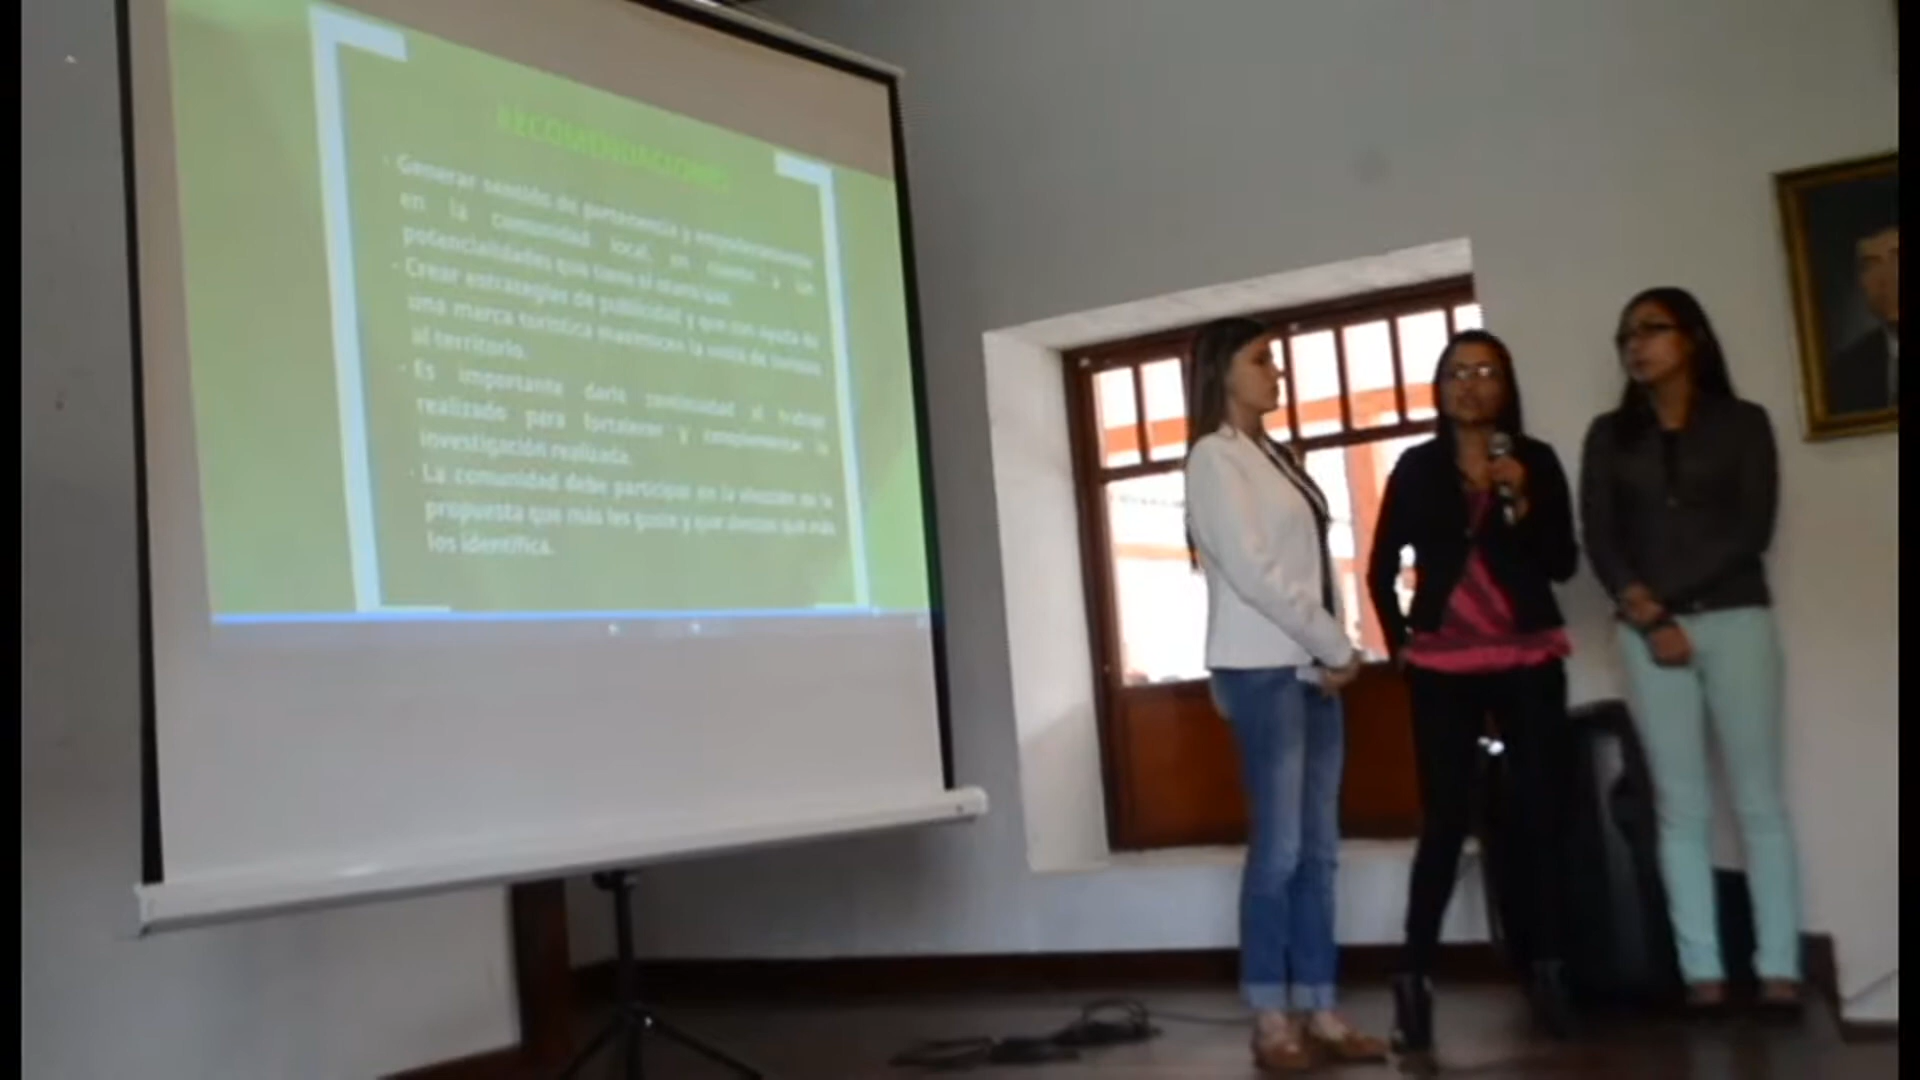 RECOMENDACIONES
• Generar sentido de pertenencia y empoderamiento
en la comunidad local, en cuanto a las
potencialidades que tiene el municipio.
• Crear estrategias de publicidad y que con ayuda de
una marca turística maximicen la visita de turistas
al territorio.
• Es importante darle continuidad al trabajo
realizado para fortalecer y complementar la
investigación realizada.
• La comunidad debe participar en la elección de la
propuesta que más les guste y que sientan que más
los identifica.